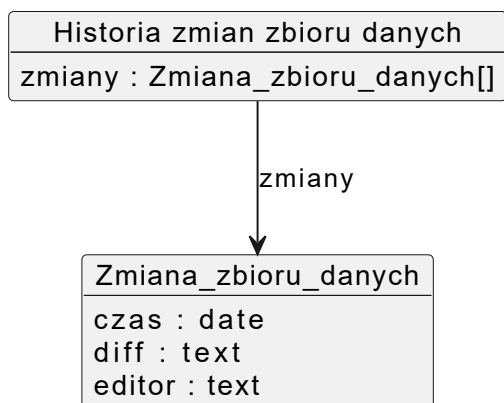 Historia zmian zbioru danych
zmiany : Zmiana_zbioru_danych[]
zmiany
Zmiana_zbioru_danych
czas : date
diff : text
editor : text